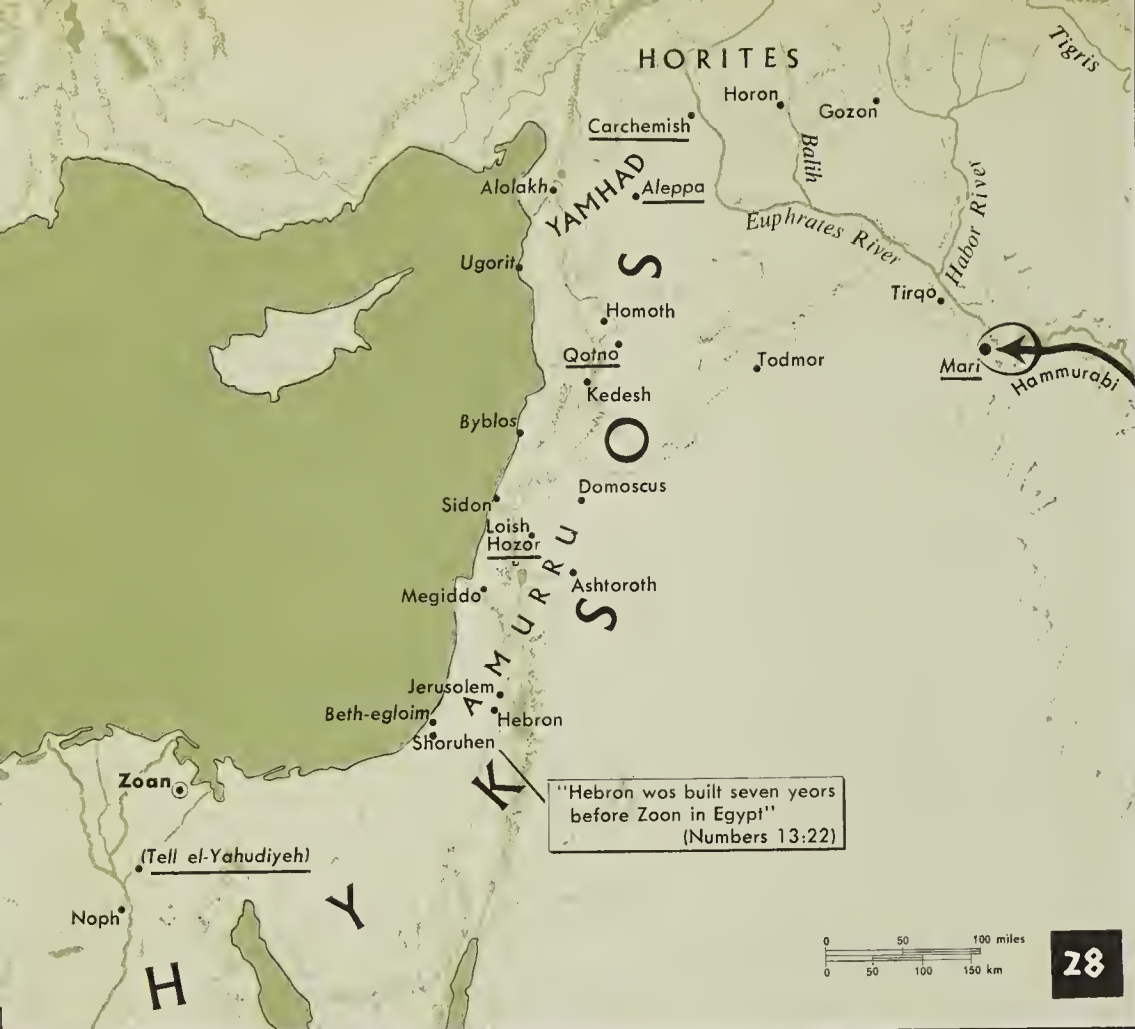 HORITES
Tigris
Horon
Gozon
Carchemish
Balih
YAMHAD
Alolakh
Aleppa
Habor River
Euphrates River
Ugorit
Tirqo
Homoth
Qotno
Todmor
Mari
Hammurabi
Kedesh
Byblos
Domoscus
Sidon
Loish
Hozor
Ashtoroth
Megiddo
AMURRU
Jerusolem
Beth-egloim
Hebron
Shoruhen
Zoan
"Hebron wos built seven yeors
before Zoon in Egypt"
(Numbers 13:22)
(Tell el-Yahudiyeh)
Noph
HYKSOS
0 50 100 miles
0 50 100 150 km
28